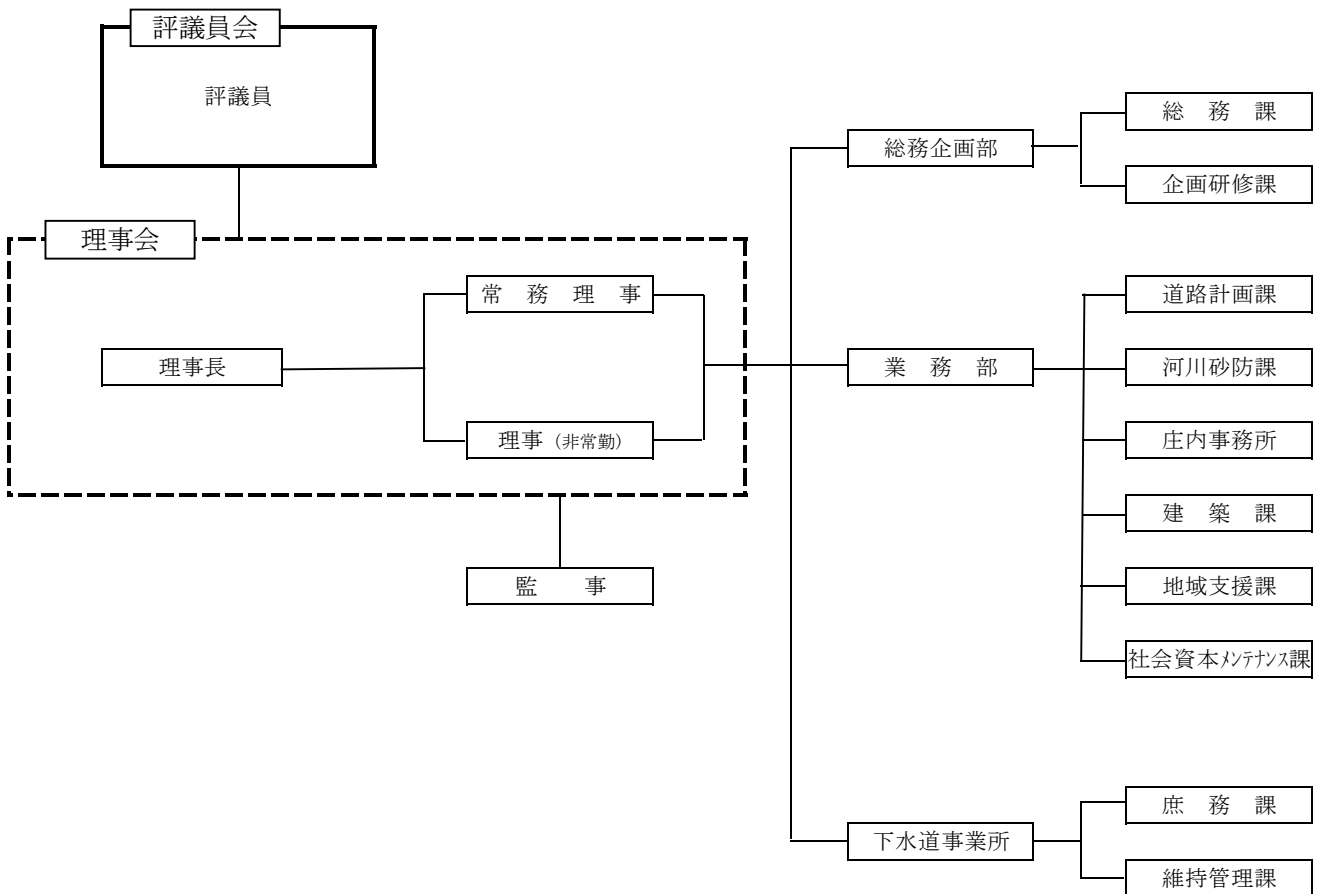 評議員会
評議員
理事会
理事長
常 務 理 事
理事（非常勤）
監 事
総務企画部
総 務 課
企画研修課
業 務 部
道路計画課
河川砂防課
庄内事務所
建 築 課
地域支援課
社会資本ﾒﾝﾃﾅﾝｽ課
下水道事業所
庶 務 課
維持管理課